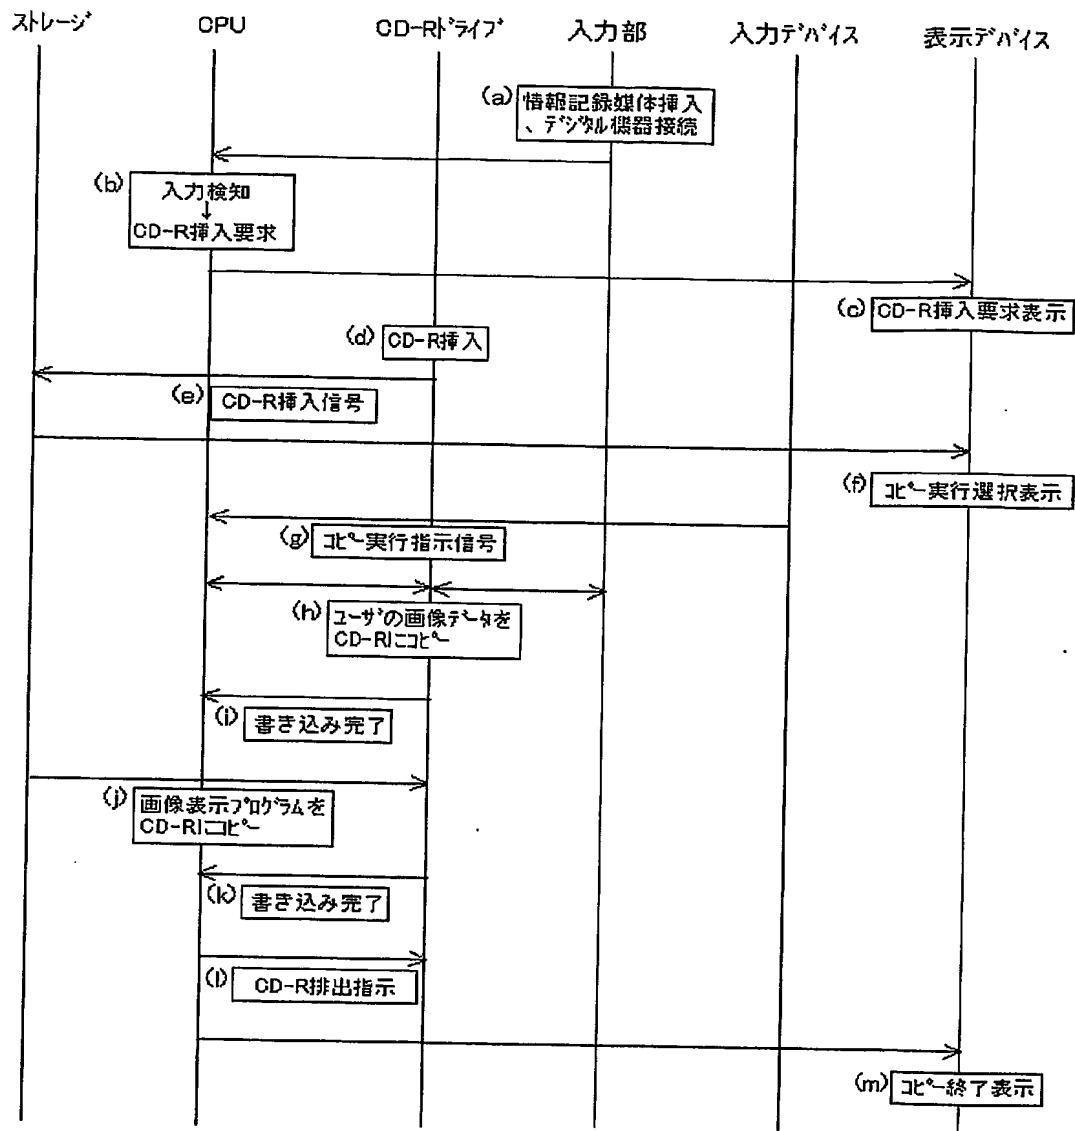 ストレージ
CPU
CD-Rドライブ
入力部
入力デバイス
表示デバイス
(a)
情報記録媒体挿入
、デジタル機器接続
(b)
入力検知
↓
CD-R挿入要求
(c)
CD-R挿入要求表示
(d)
CD-R挿入
(e)
CD-R挿入信号
(f)
コピー実行選択表示
(g)
コピー実行指示信号
(h)
ユーザの画像データを
CD-Rにコピー
(i)
書き込み完了
(j)
画像表示プログラムを
CD-Rにコピー
(k)
書き込み完了
(l)
CD-R排出指示
(m)
コピー終了表示